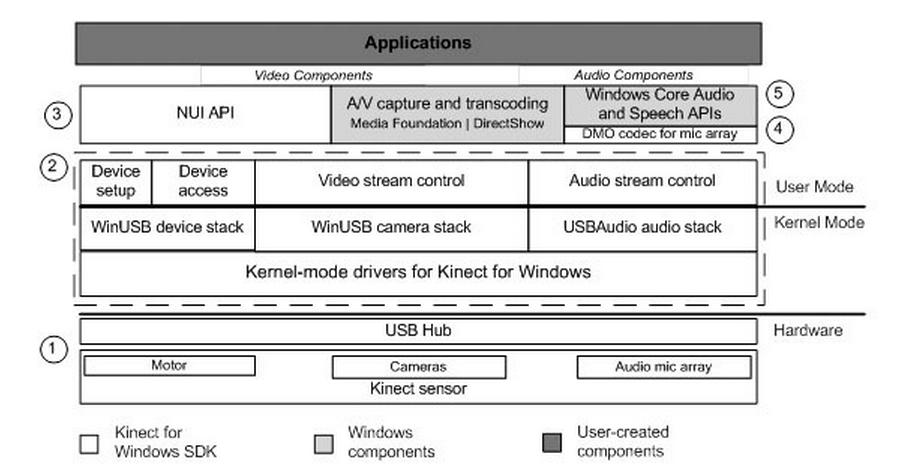 Applications
Video Components
Audio Components
3
NUI API
A/V capture and transcoding
Media Foundation | DirectShow
Windows Core Audio
and Speech APIs
5
DMO codec for mic array
4
2
Device
setup
Device
access
Video stream control
Audio stream control
User Mode
WinUSB device stack
WinUSB camera stack
USBAudio audio stack
Kernel Mode
Kernel-mode drivers for Kinect for Windows
USB Hub
Hardware
1
Motor
Cameras
Audio mic array
Kinect sensor
Kinect for
Windows SDK
Windows
components
User-created
components